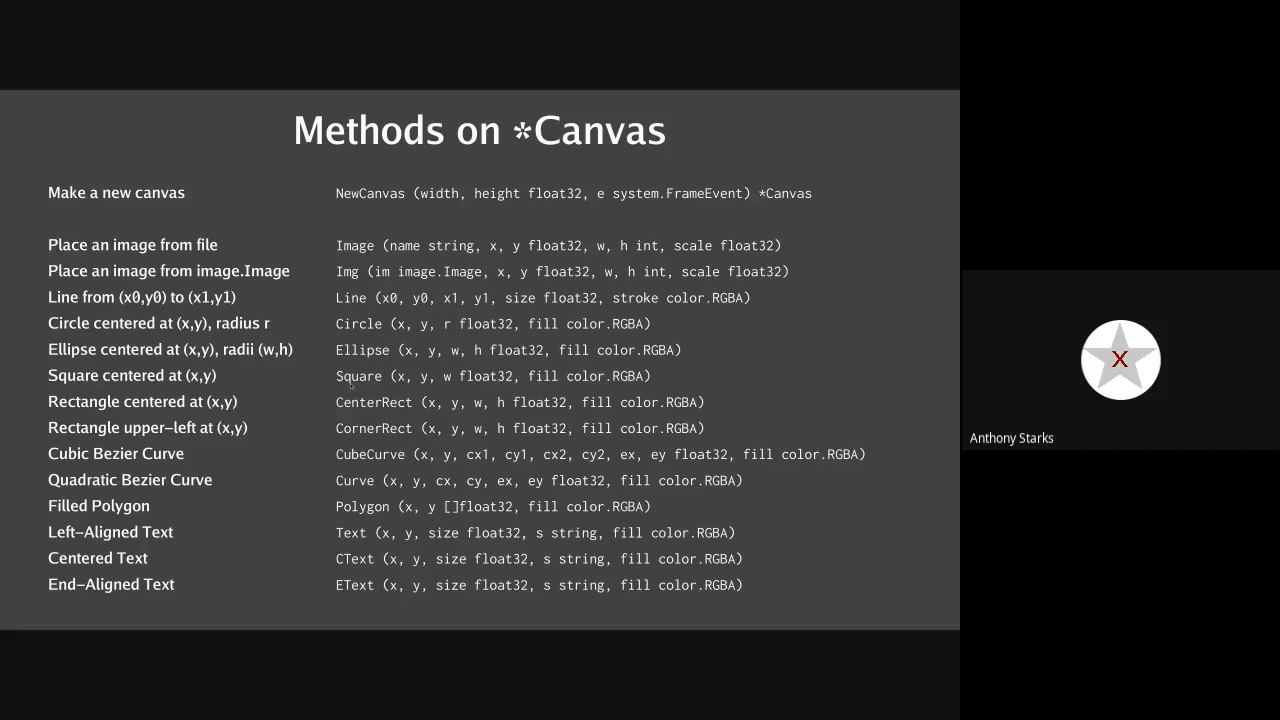 Methods on *Canvas
Make a new canvas NewCanvas (width, height float32, e system.FrameEvent) *Canvas
Place an image from file Image (name string, x, y float32, w, h int, scale float32)
Place an image from image.Image Img (im image.Image, x, y float32, w, h int, scale float32)
Line from (x0,y0) to (x1,y1) Line (x0, y0, x1, y1, size float32, stroke color.RGBA)
Circle centered at (x,y), radius r Circle (x, y, r float32, fill color.RGBA)
Ellipse centered at (x,y), radii (w,h) Ellipse (x, y, w, h float32, fill color.RGBA)
Square centered at (x,y) Square (x, y, w float32, fill color.RGBA)
Rectangle centered at (x,y) CenterRect (x, y, w, h float32, fill color.RGBA)
Rectangle upper-left at (x,y) CornerRect (x, y, w, h float32, fill color.RGBA)
Cubic Bezier Curve CubeCurve (x, y, cx1, cy1, cx2, cy2, ex, ey float32, fill color.RGBA)
Quadratic Bezier Curve Curve (x, y, cx, cy, ex, ey float32, fill color.RGBA)
Filled Polygon Polygon (x, y []float32, fill color.RGBA)
Left-Aligned Text Text (x, y, size float32, s string, fill color.RGBA)
Centered Text CText (x, y, size float32, s string, fill color.RGBA)
End-Aligned Text EText (x, y, size float32, s string, fill color.RGBA)
X
Anthony Starks